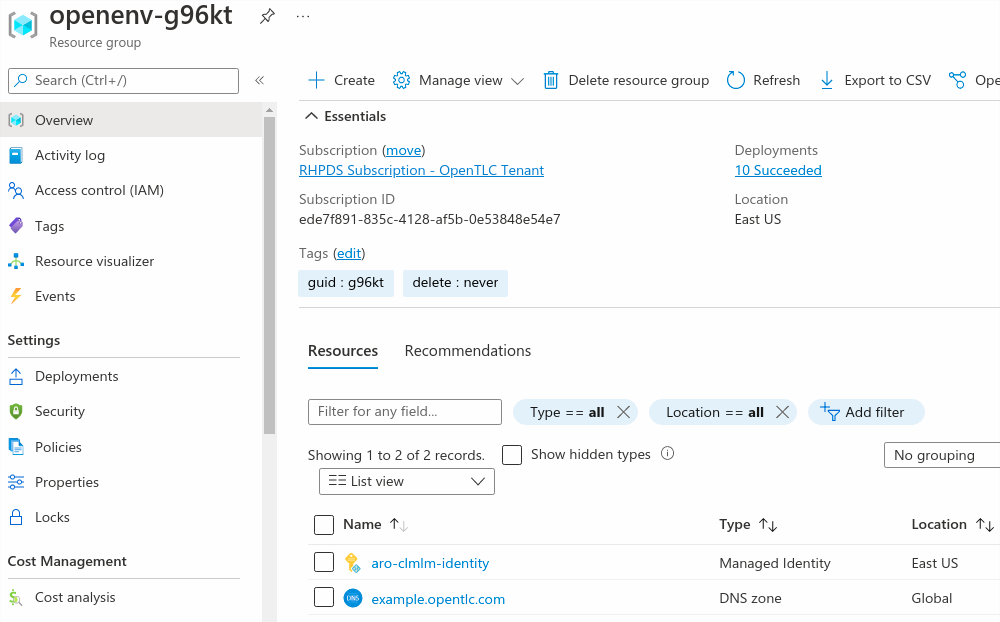 openenv-g96kt
...
Resource group
Search (Ctrl+/)
«
Create
Manage view
Delete resource group
Refresh
Export to CSV
Ope
Overview
Activity log
Access control (IAM)
Tags
Resource visualizer
Events
Settings
Deployments
Security
Policies
Properties
Locks
Cost Management
Cost analysis
Essentials
Subscription (move)
RHPDS Subscription - OpenTLC Tenant
Subscription ID
ede7f891-835c-4128-af5b-0e53848e54e7
Deployments
10 Succeeded
Location
East US
Tags (edit)
guid : g96kt
delete : never
Resources
Recommendations
Filter for any field...
Type == all
Location == all
Add filter
Showing 1 to 2 of 2 records.
Show hidden types
No grouping
List view
Name
Type
Location
aro-clmlm-identity
Managed Identity
East US
DNS
example.opentlc.com
DNS zone
Global